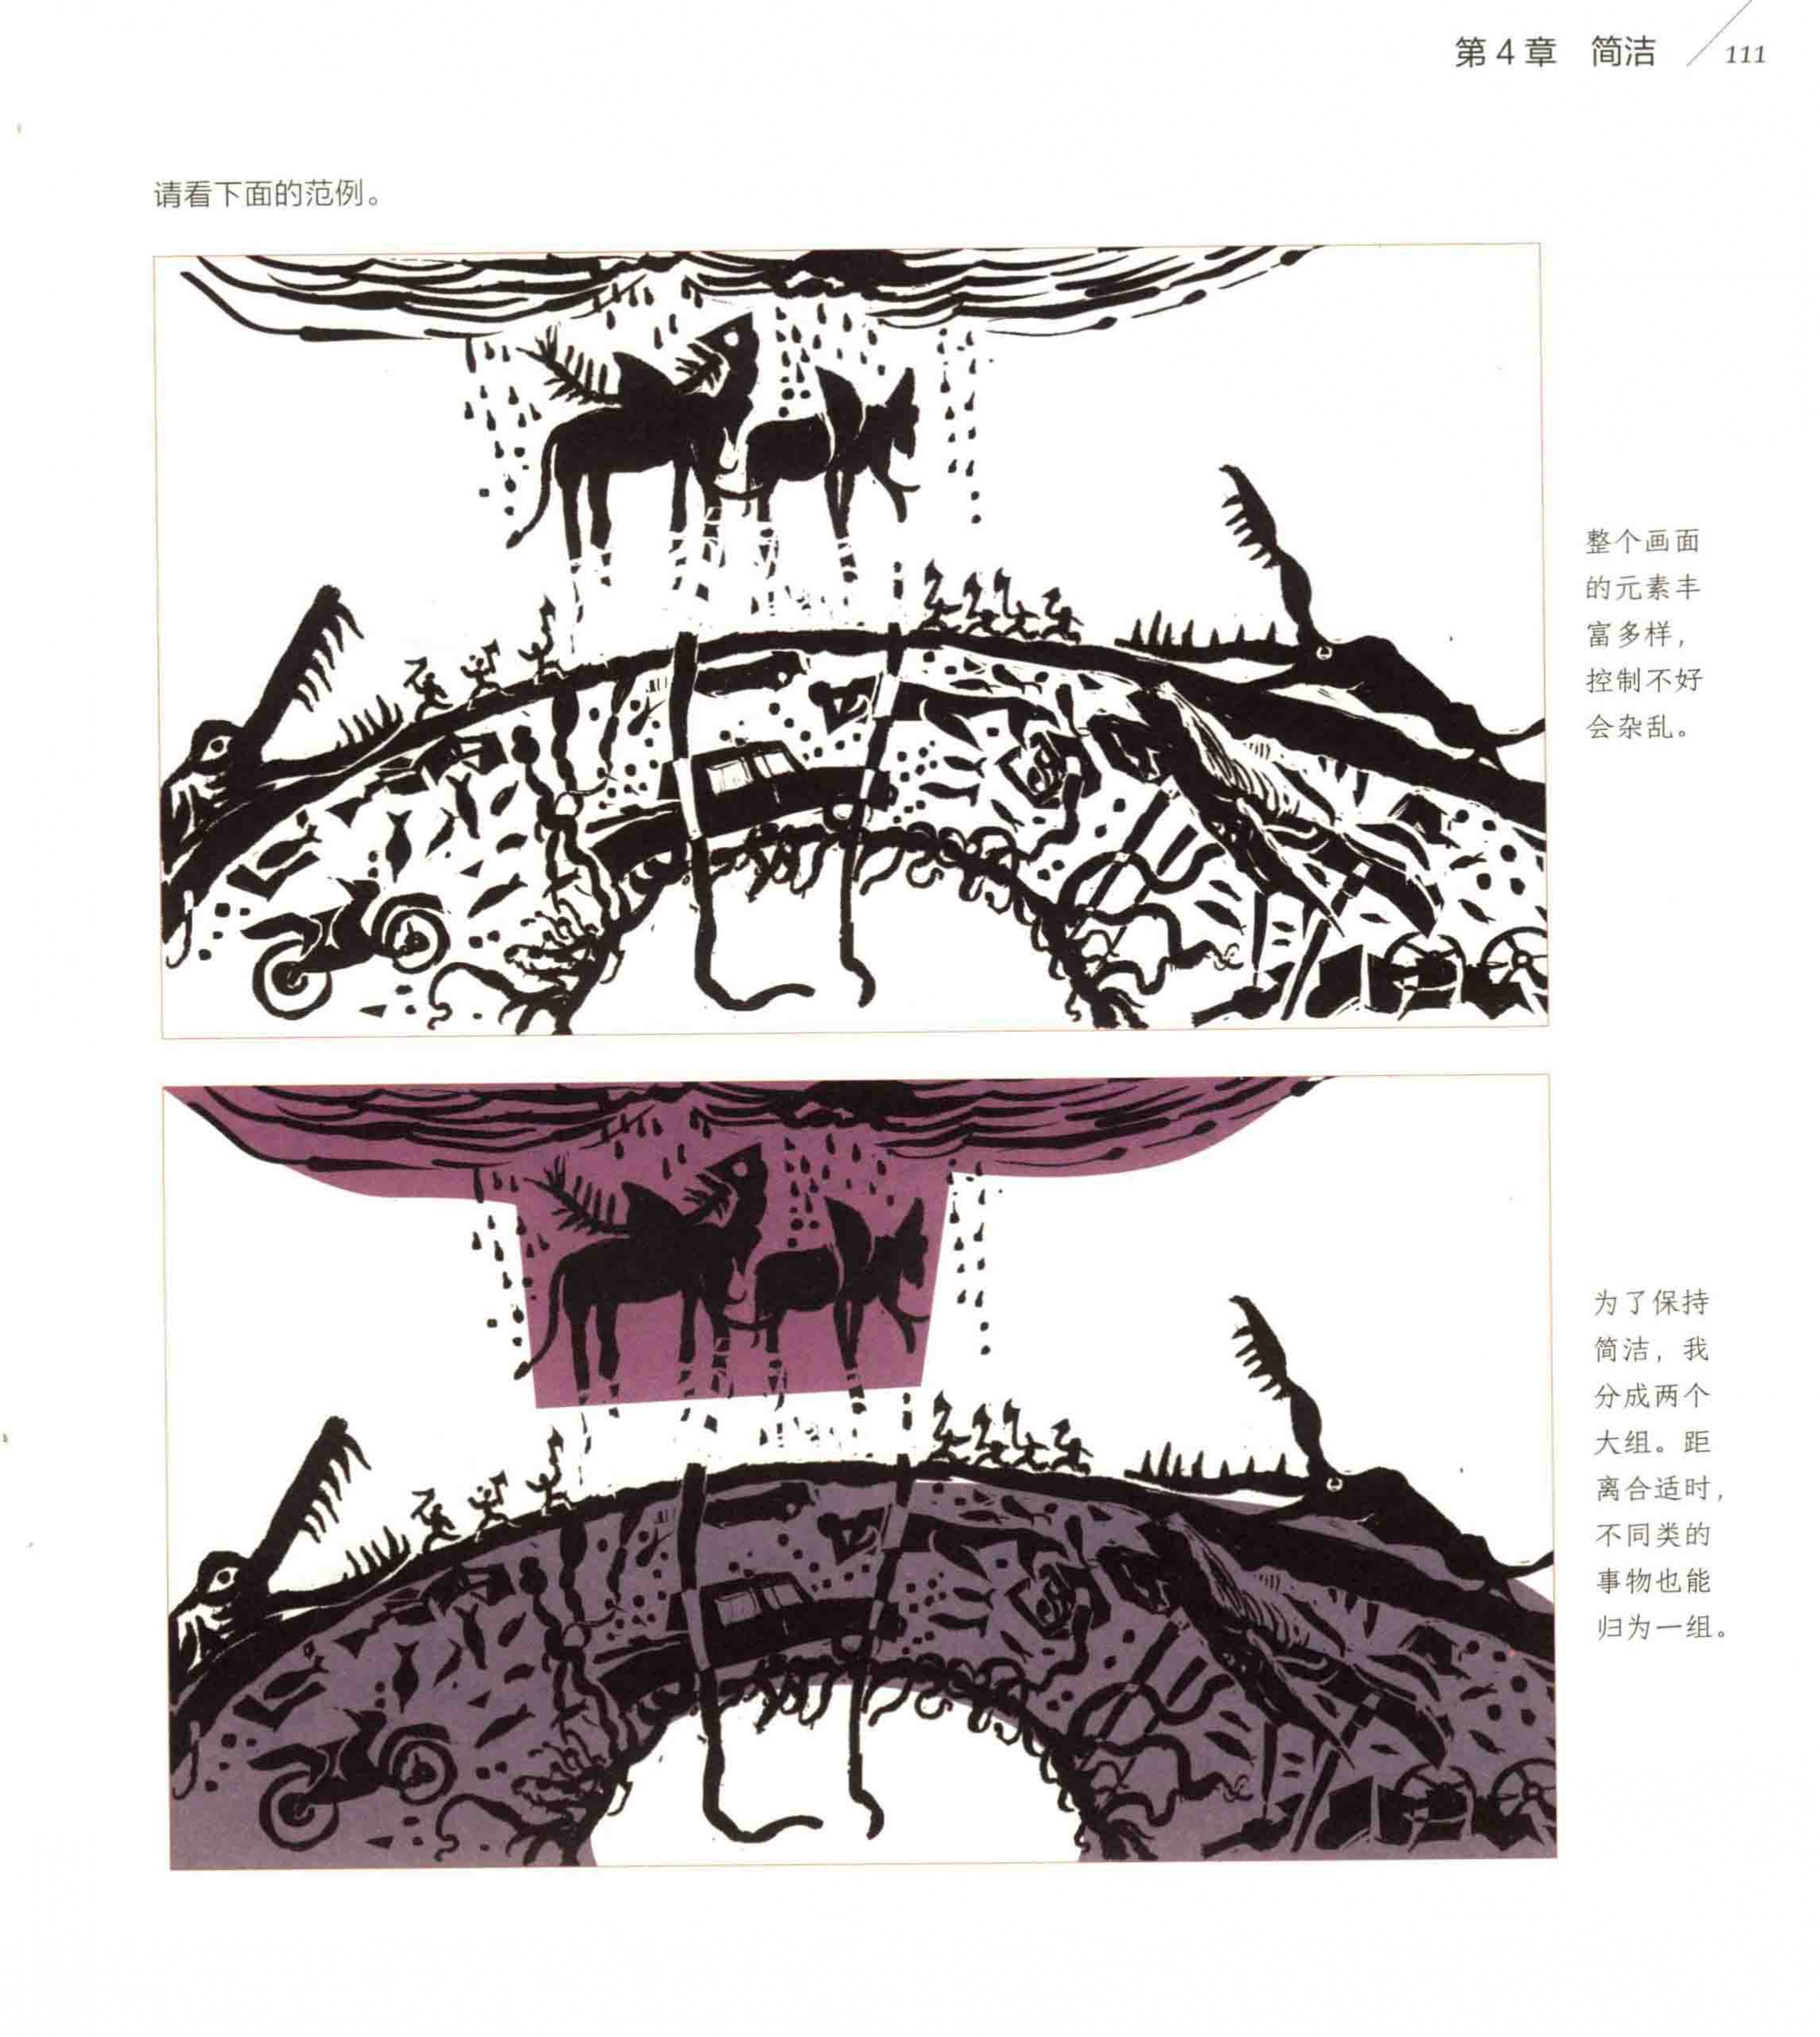 第4章 简洁 111
请看下面的范例。
整个画面
的元素丰
富多样，
控制不好
会杂乱。
为了保持
简洁，我
分成两个
大组。距
离合适时，
不同类的
事物也能
归为一组。